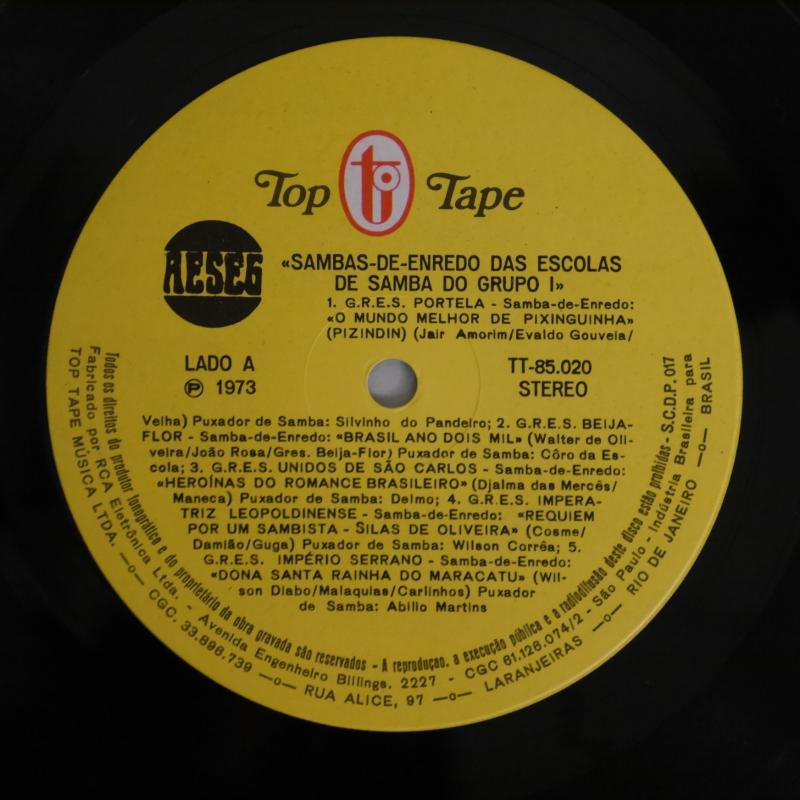 Top Tape
AESEG
«SAMBAS-DE-ENREDO DAS ESCOLAS
DE SAMBA DO GRUPO I»
1. G.R.E.S. PORTELA - Samba-de-Enredo:
«O MUNDO MELHOR DE PIXINGUINHA»
(PIZINDIN) (Jair Amorim/Evaldo Gouveia/
LADO A
Ⓟ 1973
TT-85.020
STEREO
Velha) Puxador de Samba: Silvinho do Pandeiro; 2. G.R.E.S. BEIJA-
FLOR - Samba-de-Enredo: «BRASIL ANO DOIS MIL» (Walter de Oli-
veira/João Rosa/Gres. Beija-Flor) Puxador de Samba: Côro da Es-
cola; 3. G.R.E.S. UNIDOS DE SÃO CARLOS - Samba-de-Enredo:
«HEROÍNAS DO ROMANCE BRASILEIRO» (Djalma das Mercês/
Maneca) Puxador de Samba: Delmo; 4. G.R.E.S. IMPERA-
TRIZ LEOPOLDINENSE - Samba-de-Enredo: «REQUIEM
POR UM SAMBISTA - SILAS DE OLIVEIRA» (Cosme/
Damião/Guga) Puxador de Samba: Wilson Corrêa; 5.
G.R.E.S. IMPÉRIO SERRANO - Samba-de-Enredo:
«DONA SANTA RAINHA DO MARACATU» (Wil-
son Diabo/Malaquias/Carlinhos) Puxador
de Samba: Abilio Martins
Todos os direitos do produtor fonográfico e do proprietário da obra gravada são reservados - A reprodução, a execução pública e a radiodifusão deste disco estão proibidas - S.C.D.P. 017
Fabricado por RCA Eletrônica Ltda. - Avenida Engenheiro Billings, 2227 - CGC 61.126.074/2 - São Paulo - Indústria Brasileira para
TOP TAPE MÚSICA LTDA. —o— CGC. 33.896.739 —o— RUA ALICE, 97 —o— LARANJEIRAS —o— RIO DE JANEIRO —o— BRASIL